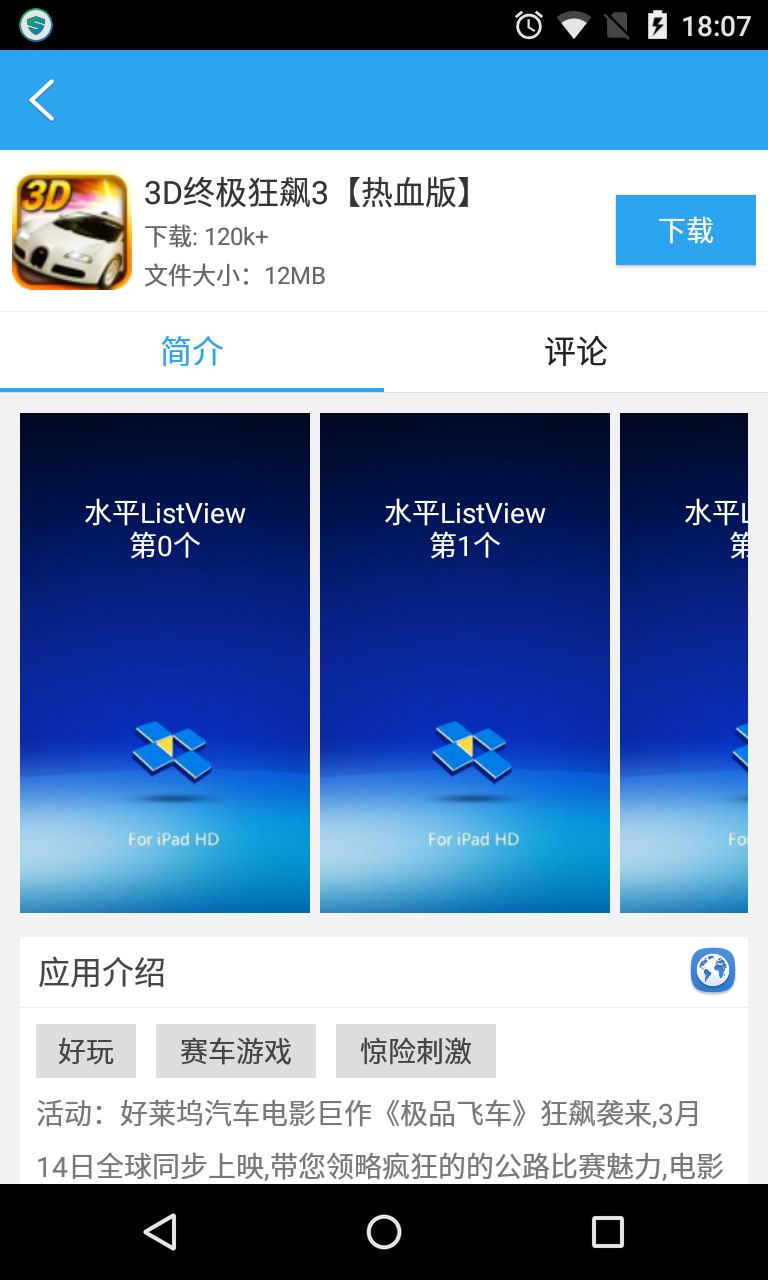 18:07
3D
3D终极狂飙3【热血版】
下载: 120k+
文件大小：12MB
下载
简介
评论
水平ListView
第0个
For iPad HD
水平ListView
第1个
For iPad HD
水平L
第
Fo
应用介绍
好玩
赛车游戏
惊险刺激
活动：好莱坞汽车电影巨作《极品飞车》狂飙袭来,3月
14日全球同步上映,带您领略疯狂的的公路比赛魅力,电影